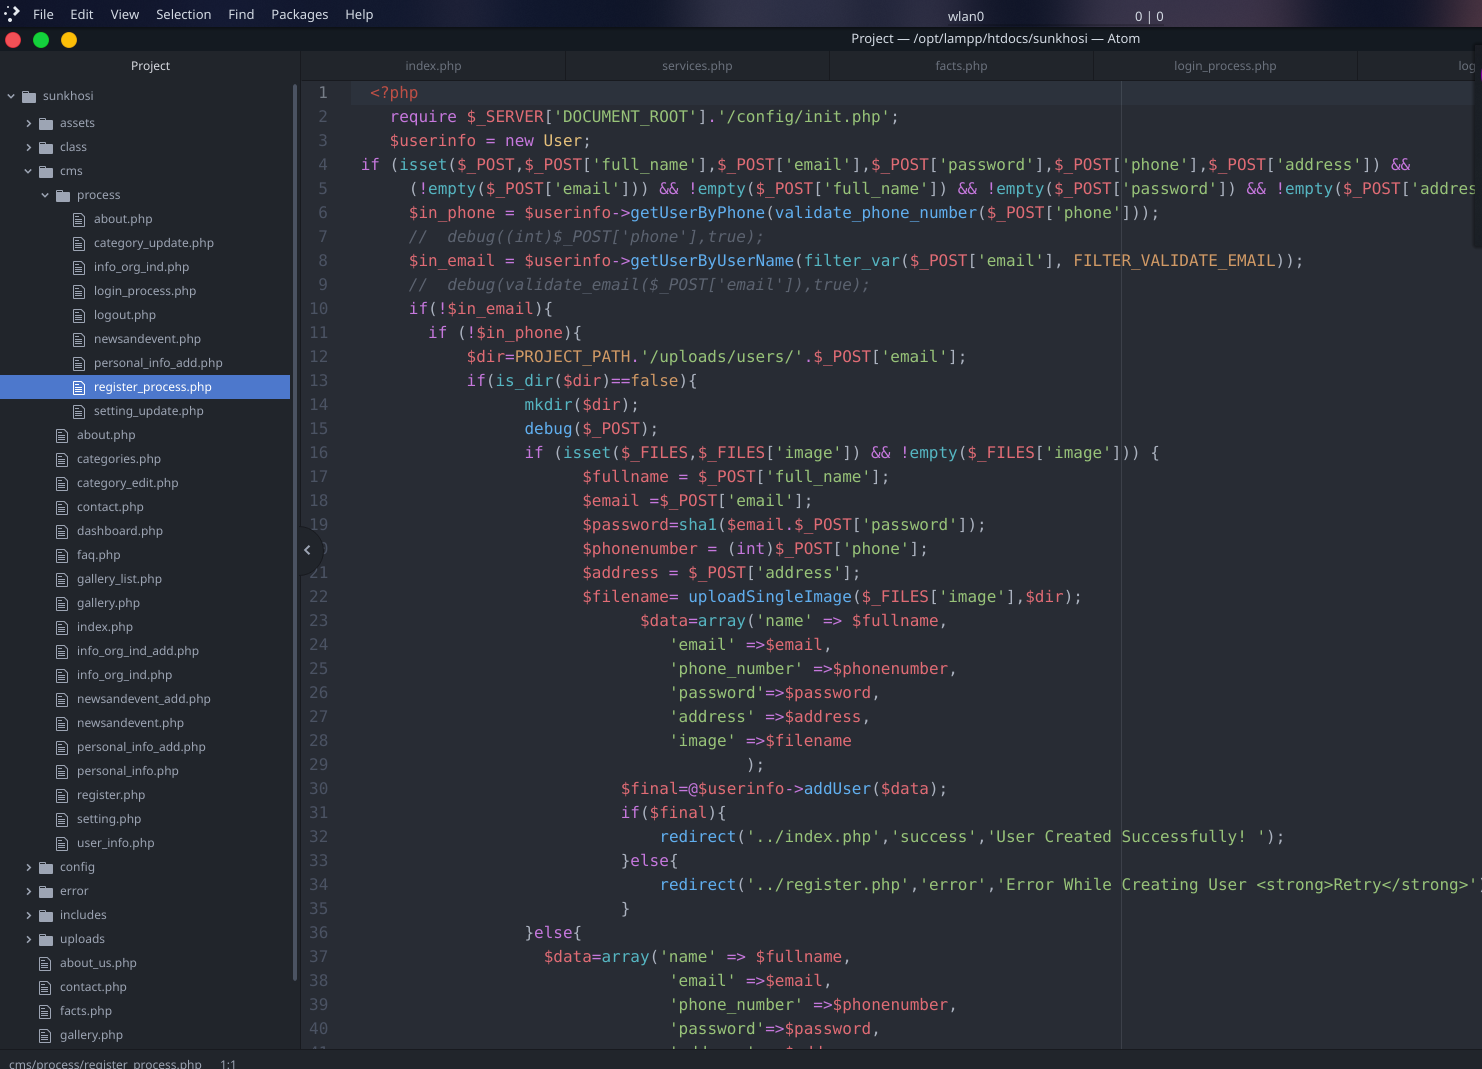 File Edit View Selection Find Packages Help
wlan0 0 | 0
Project — /opt/lampp/htdocs/sunkhosi — Atom
Project
index.php services.php facts.php login_process.php
sunkhosi
assets
class
cms
process
about.php
category_update.php
info_org_ind.php
login_process.php
logout.php
newsandevent.php
personal_info_add.php
register_process.php
setting_update.php
about.php
categories.php
category_edit.php
contact.php
dashboard.php
faq.php
gallery_list.php
gallery.php
index.php
info_org_ind_add.php
info_org_ind.php
newsandevent_add.php
newsandevent.php
personal_info_add.php
personal_info.php
register.php
setting.php
user_info.php
config
error
includes
uploads
about_us.php
contact.php
facts.php
gallery.php
1 <?php
2 require $_SERVER['DOCUMENT_ROOT'].'/config/init.php';
3 $userinfo = new User;
4 if (isset($_POST,$_POST['full_name'],$_POST['email'],$_POST['password'],$_POST['phone'],$_POST['address']) &&
5 (!empty($_POST['email'])) && !empty($_POST['full_name']) && !empty($_POST['password']) && !empty($_POST['addres
6 $in_phone = $userinfo->getUserByPhone(validate_phone_number($_POST['phone']));
7 // debug((int)$_POST['phone'],true);
8 $in_email = $userinfo->getUserByUserName(filter_var($_POST['email'], FILTER_VALIDATE_EMAIL));
9 // debug(validate_email($_POST['email']),true);
10 if(!$in_email){
11 if (!$in_phone){
12 $dir=PROJECT_PATH.'/uploads/users/'.$_POST['email'];
13 if(is_dir($dir)==false){
14 mkdir($dir);
15 debug($_POST);
16 if (isset($_FILES,$_FILES['image']) && !empty($_FILES['image'])) {
17 $fullname = $_POST['full_name'];
18 $email =$_POST['email'];
19 $password=sha1($email.$_POST['password']);
$phonenumber = (int)$_POST['phone'];
21 $address = $_POST['address'];
22 $filename= uploadSingleImage($_FILES['image'],$dir);
23 $data=array('name' => $fullname,
24 'email' =>$email,
25 'phone_number' =>$phonenumber,
26 'password'=>$password,
27 'address' =>$address,
28 'image' =>$filename
29 );
30 $final=@$userinfo->addUser($data);
31 if($final){
32 redirect('../index.php','success','User Created Successfully! ');
33 }else{
34 redirect('../register.php','error','Error While Creating User <strong>Retry</strong>'
35 }
36 }else{
37 $data=array('name' => $fullname,
38 'email' =>$email,
39 'phone_number' =>$phonenumber,
40 'password'=>$password,
cms/process/register_process.php 1:1